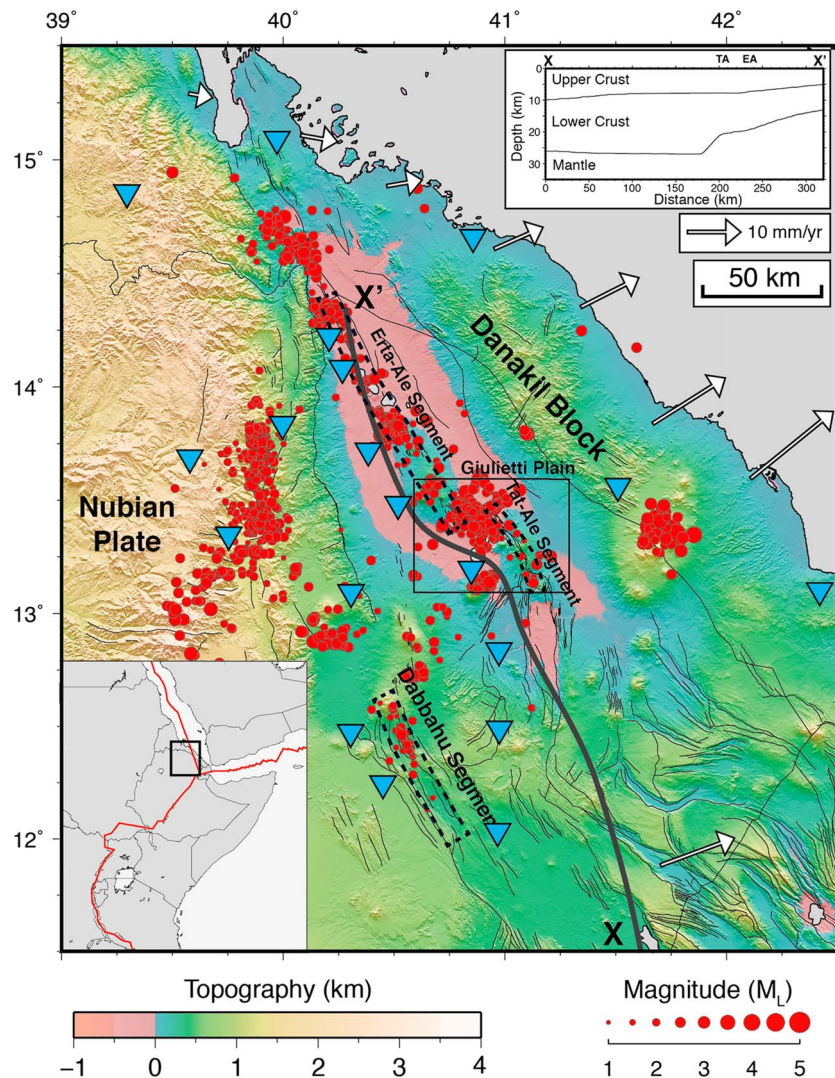 39° 40° 41° 42°
X TA EA X'
0
10
20
30
Depth (km)
Upper Crust
Lower Crust
Mantle
0 50 100 150 200 250 300
Distance (km)
10 mm/yr
50 km
15°
14°
13°
12°
X'
Erta-Ale Segment
Danakil Block
Giulietti Plain
Tat-Ale Segment
Nubian
Plate
Dabbahu Segmen
X
Topography (km)
−1 0 1 2 3 4
Magnitude (M_L)
1 2 3 4 5